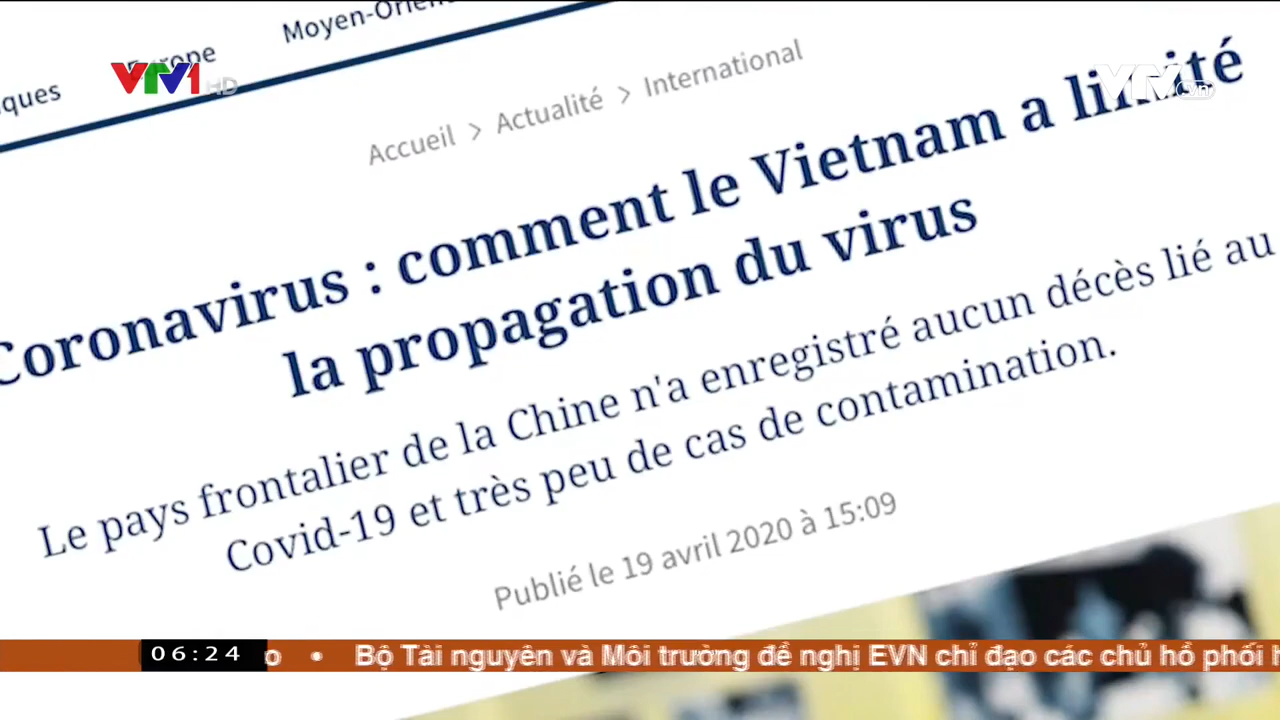 Moyen-Orien
Europe
iques
VTV1 HD
VTV.vn
Accueil > Actualité > International
Coronavirus : comment le Vietnam a limité
la propagation du virus
Le pays frontalier de la Chine n'a enregistré aucun décès lié au
Covid-19 et très peu de cas de contamination.
Publié le 19 avril 2020 à 15:09
06:24 o • Bộ Tài nguyên và Môi trường đề nghị EVN chỉ đạo các chủ hồ phối h